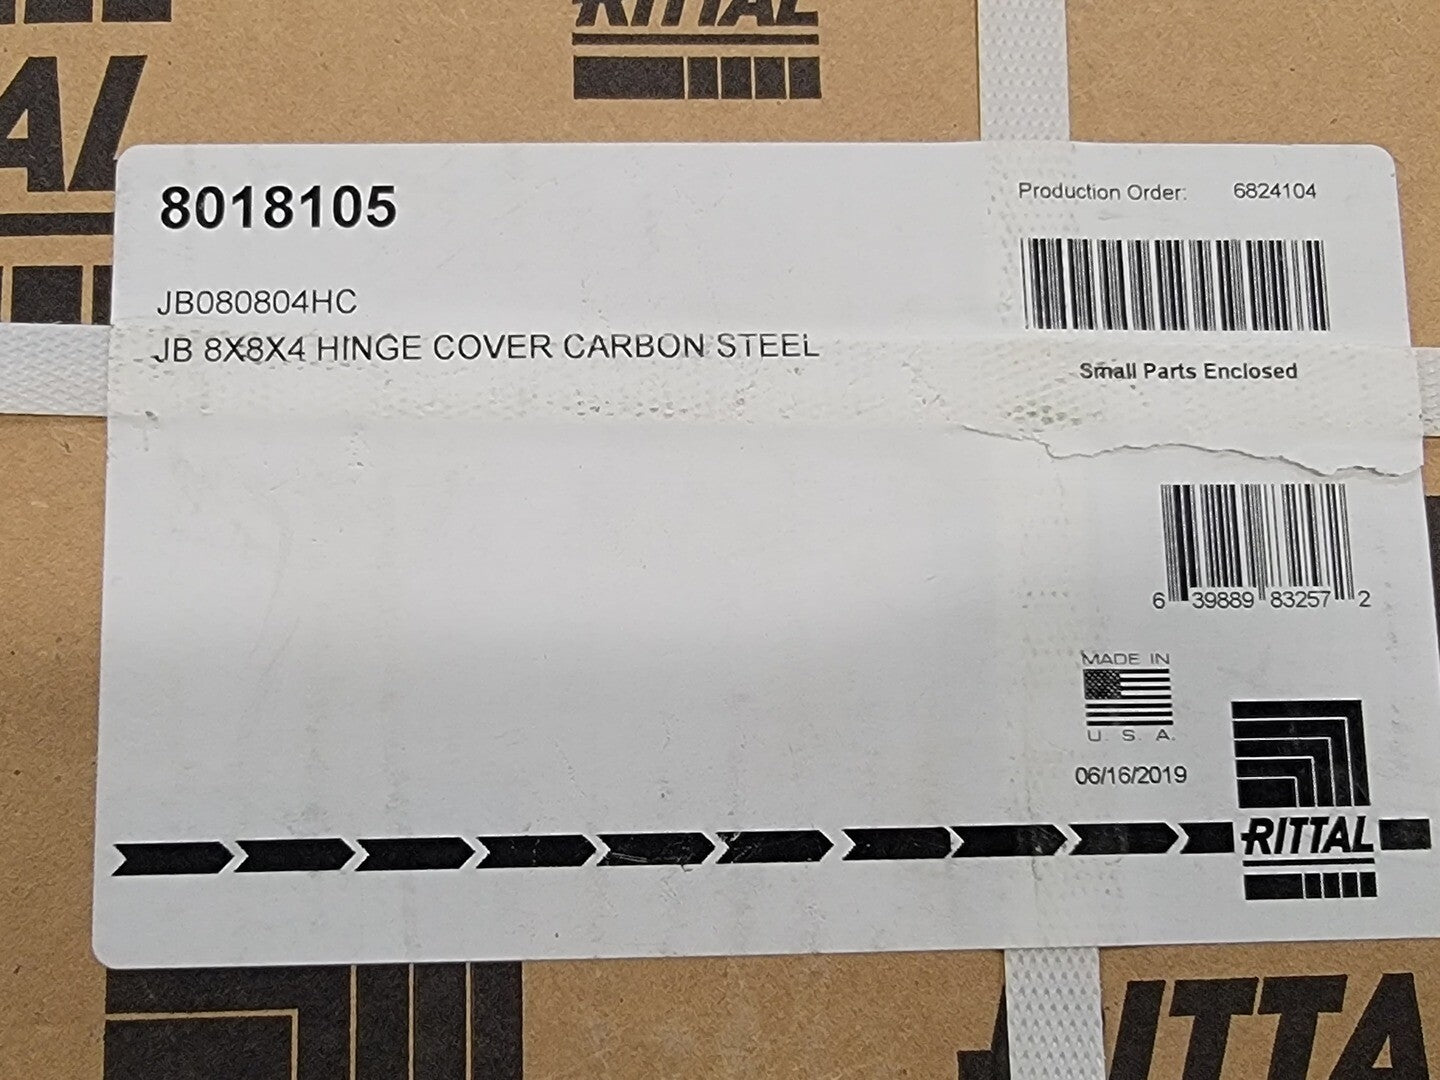 RITTAL
8018105
Production Order: 6824104
JB080804HC
JB 8X8X4 HINGE COVER CARBON STEEL
Small Parts Enclosed
6 39889 83257 2
MADE IN
U. S. A.
06/16/2019
RITTAL